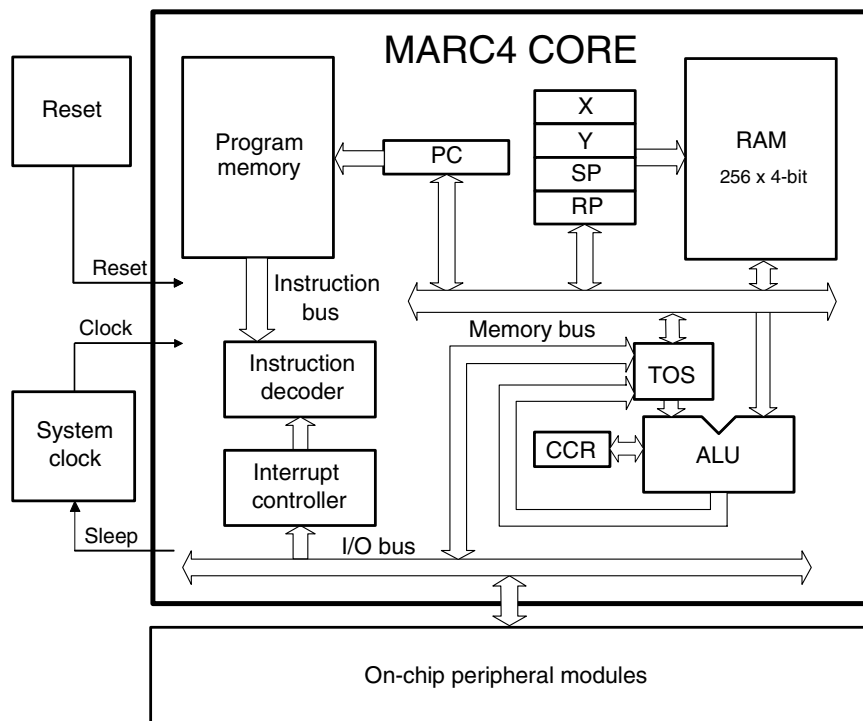 MARC4 CORE
Reset
Program
memory
PC
X
Y
SP
RP
RAM
256 x 4-bit
Reset
Instruction
bus
Clock
Memory bus
Instruction
decoder
TOS
System
clock
CCR
ALU
Interrupt
controller
Sleep
I/O bus
On-chip peripheral modules